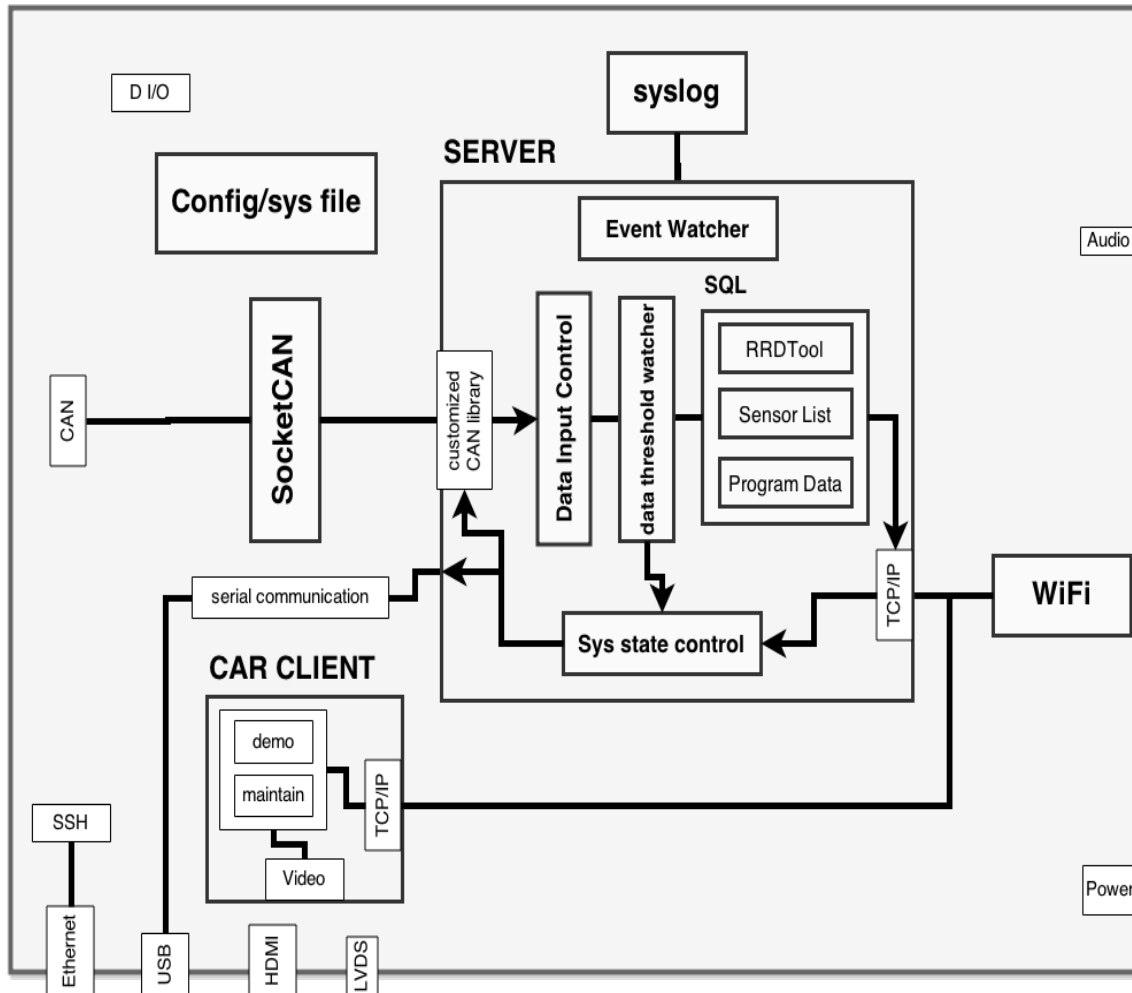 D I/O
syslog
SERVER
Config/sys file
Event Watcher
Audio
SQL
CAN
SocketCAN
customized
CAN library
Data Input Control
data threshold watcher
RRDTool
Sensor List
Program Data
serial communication
Sys state control
TCP/IP
WiFi
CAR CLIENT
demo
maintain
TCP/IP
Video
SSH
Power
Ethernet
USB
HDMI
LVDS